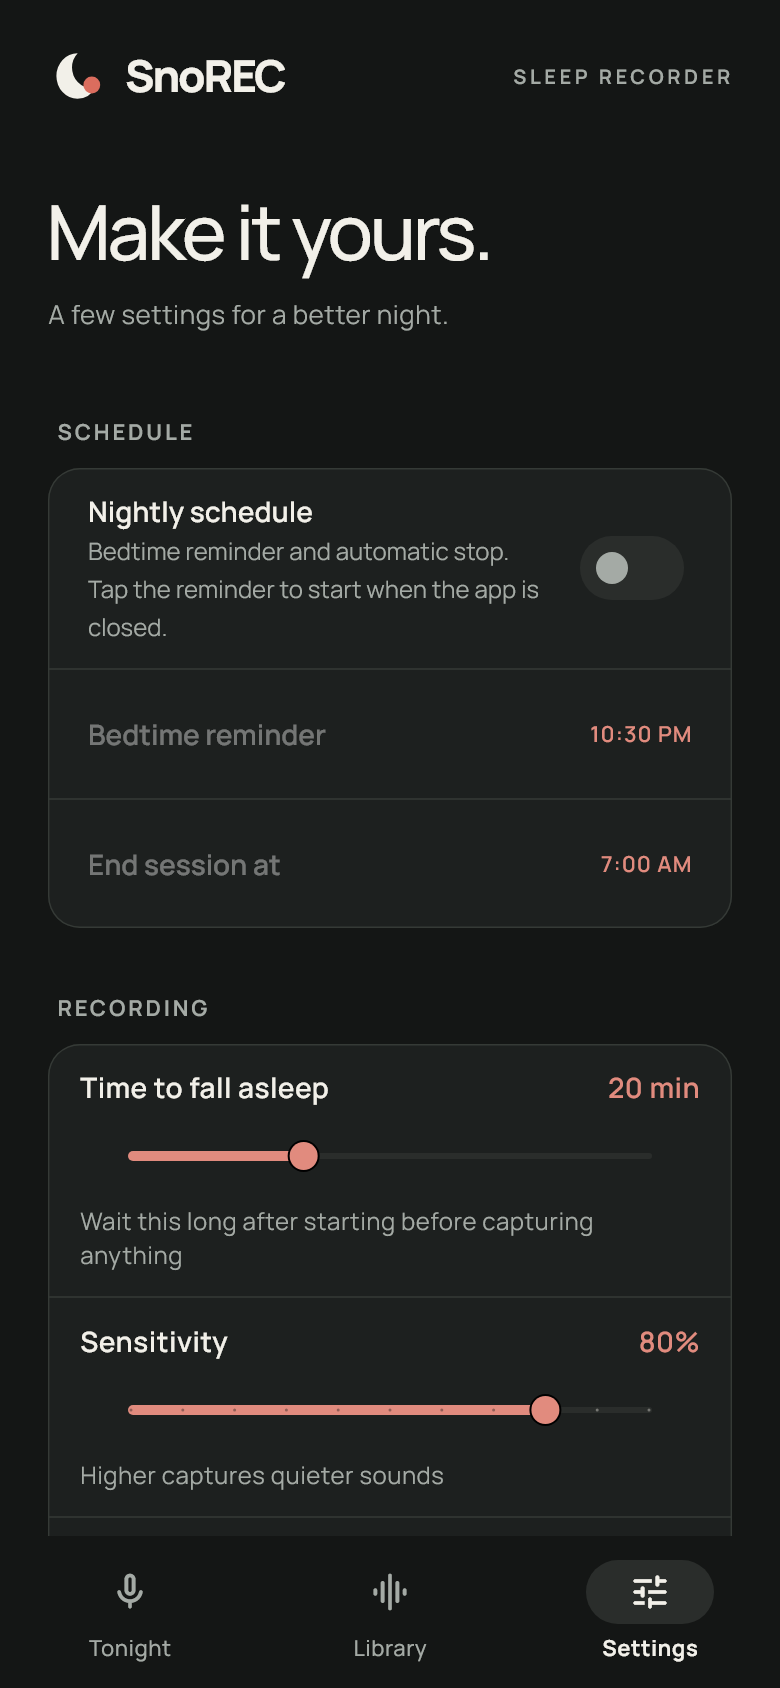 SnoREC
SLEEP RECORDER
Make it yours.
A few settings for a better night.
SCHEDULE
Nightly schedule
Bedtime reminder and automatic stop.
Tap the reminder to start when the app is
closed.
Bedtime reminder
10:30 PM
End session at
7:00 AM
RECORDING
Time to fall asleep
20 min
Wait this long after starting before capturing
anything
Sensitivity
80%
Higher captures quieter sounds
Tonight
Library
Settings